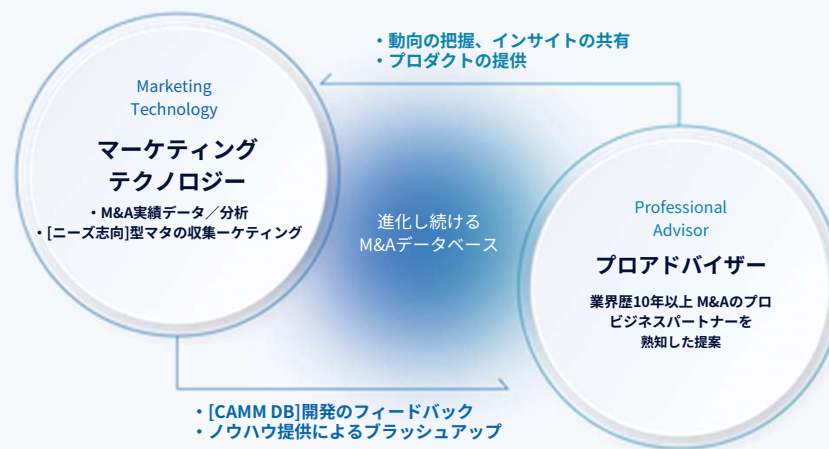 ・動向の把握、インサイトの共有
・プロダクトの提供
Marketing
Technology
マーケティング
テクノロジー
・M&A実績データ／分析
・[ニーズ志向]型マタの収集ーケティング
進化し続ける
M&Aデータベース
Professional
Advisor
プロアドバイザー
業界歴10年以上 M&Aのプロ
ビジネスパートナーを
熟知した提案
・[CAMM DB]開発のフィードバック
・ノウハウ提供によるブラッシュアップ